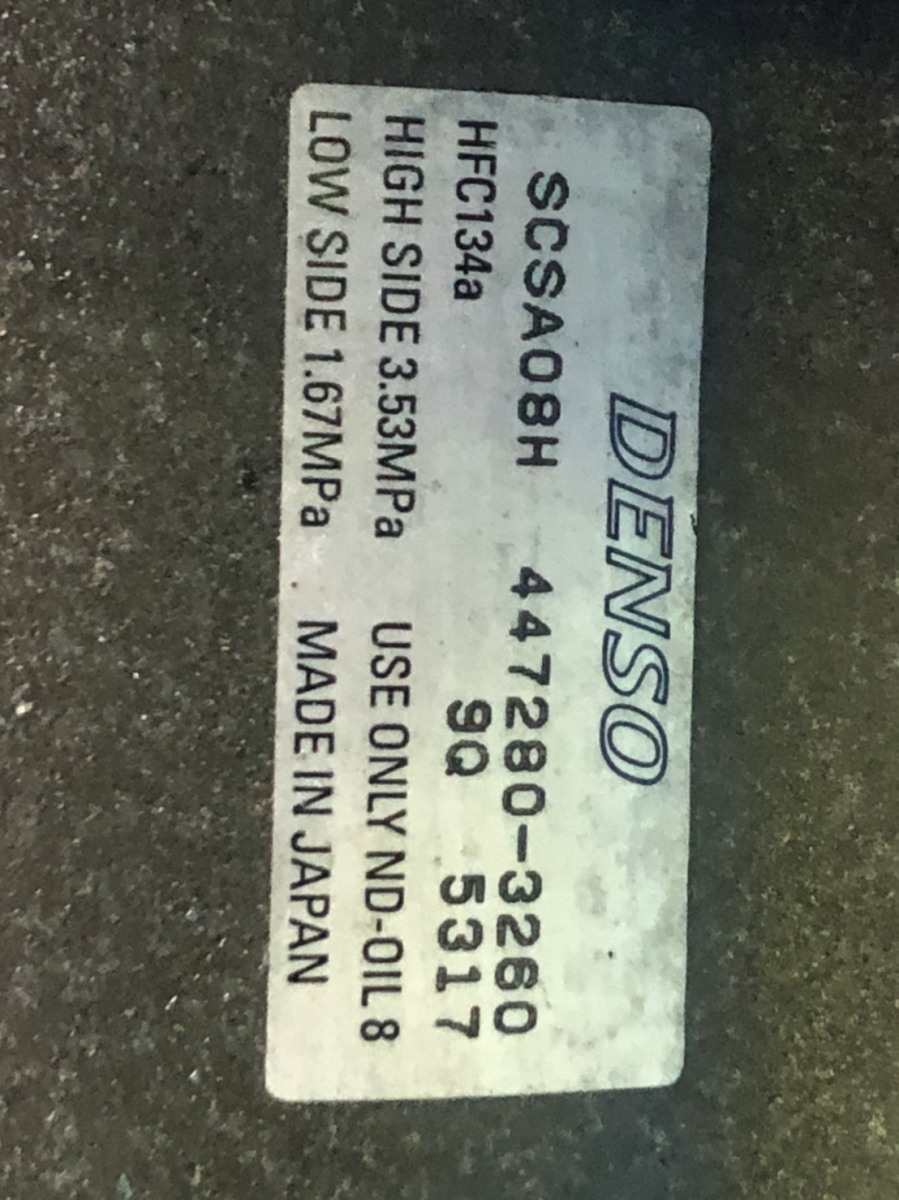 DENSO
SCSA08H 447280-3260
HFC134a 9Q 5317
HIGH SIDE 3.53MPa USE ONLY ND-OIL 8
LOW SIDE 1.67MPa MADE IN JAPAN